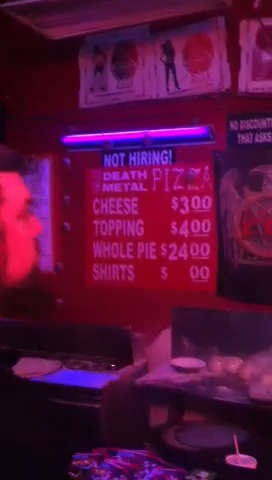 NOT HIRING!
DEATH METAL PIZZA
CHEESE $3.00
TOPPING $4.00
WHOLE PIE $24.00
SHIRTS $ 00
NO DISCOUNT
THAT ASKS